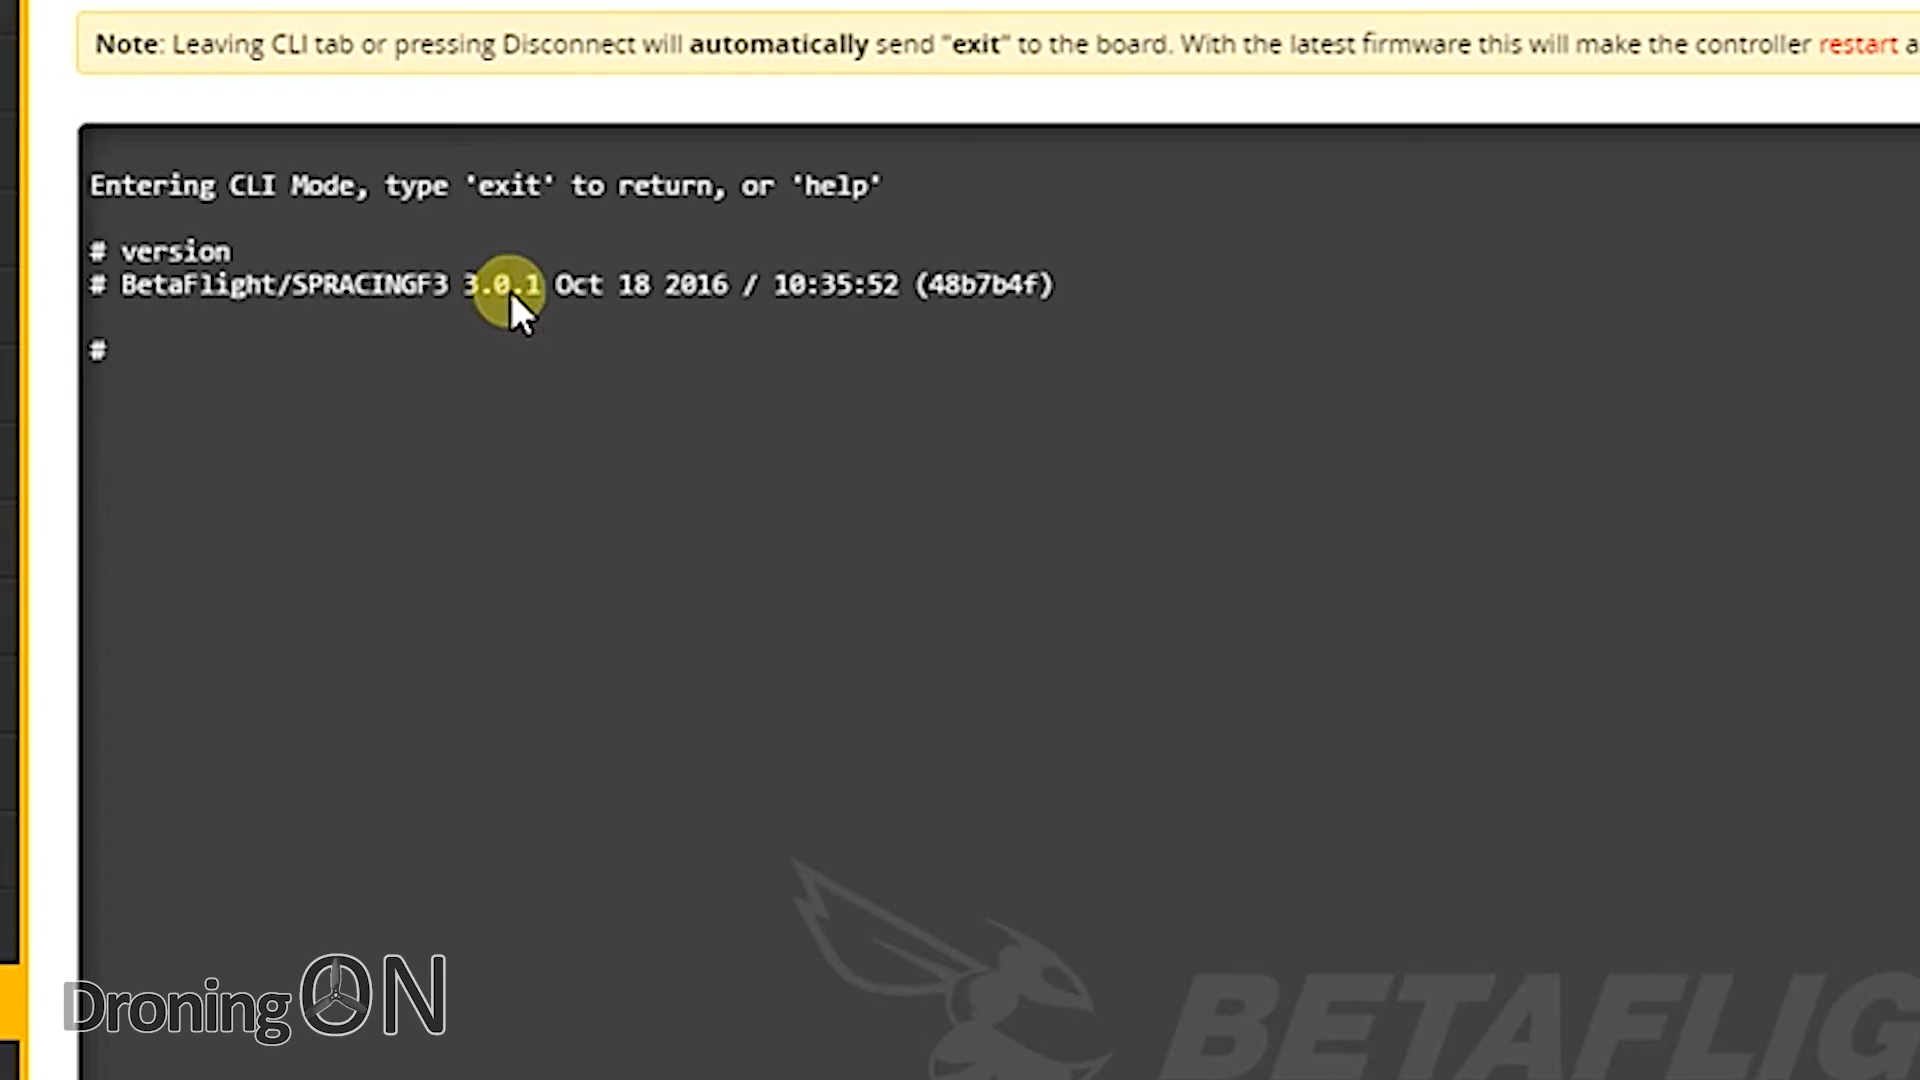 Note: Leaving CLI tab or pressing Disconnect will automatically send "exit" to the board. With the latest firmware this will make the controller restart a
Entering CLI Mode, type 'exit' to return, or 'help'
# version
# BetaFlight/SPRACINGF3 3.0.1 Oct 18 2016 / 10:35:52 (48b7b4f)
#
DroningON
BETAFLIG